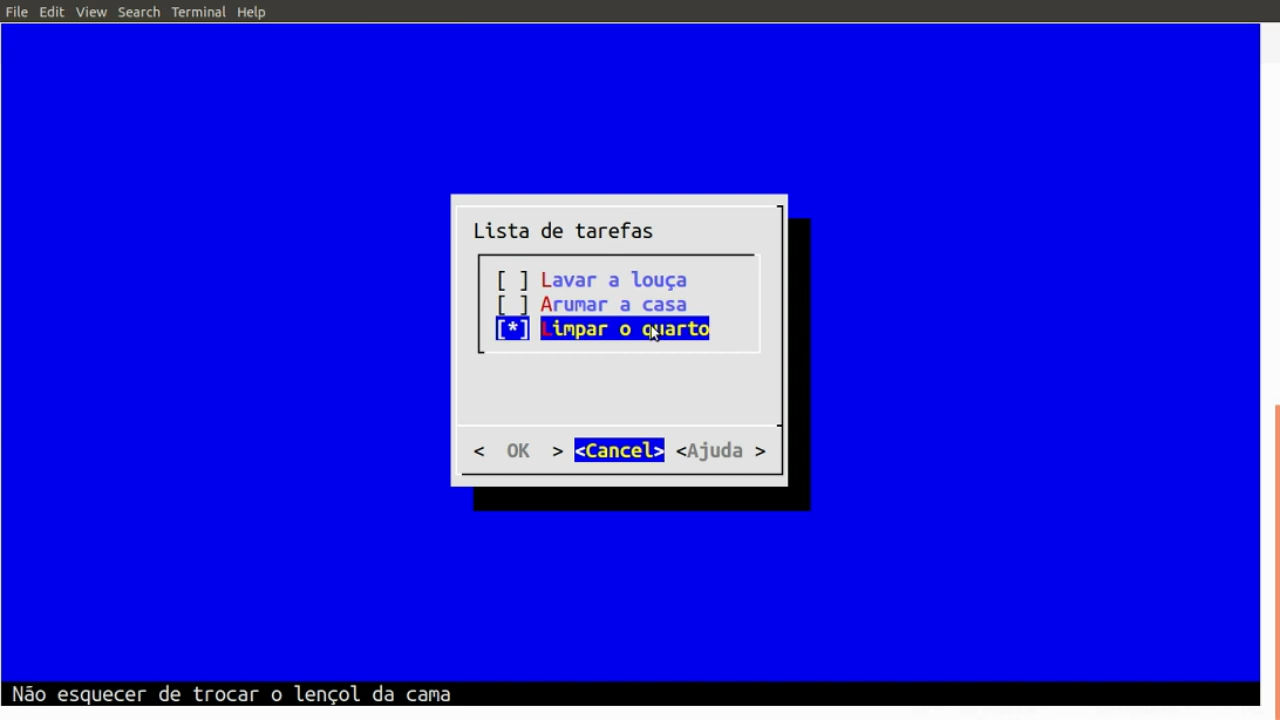 File Edit View Search Terminal Help
Lista de tarefas
[ ] Lavar a louça
[ ] Arumar a casa
[*] Limpar o quarto
< OK > <Cancel> <Ajuda >
Não esquecer de trocar o lençol da cama